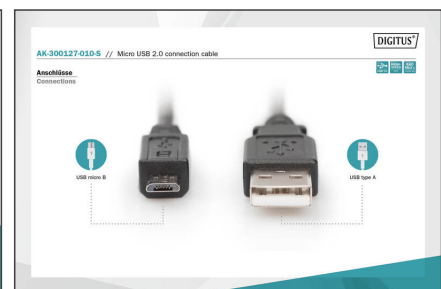 DIGITUS®
AK-300127-010-S // Micro USB 2.0 connection cable
Anschlüsse
Connections
USB micro B
USB type A